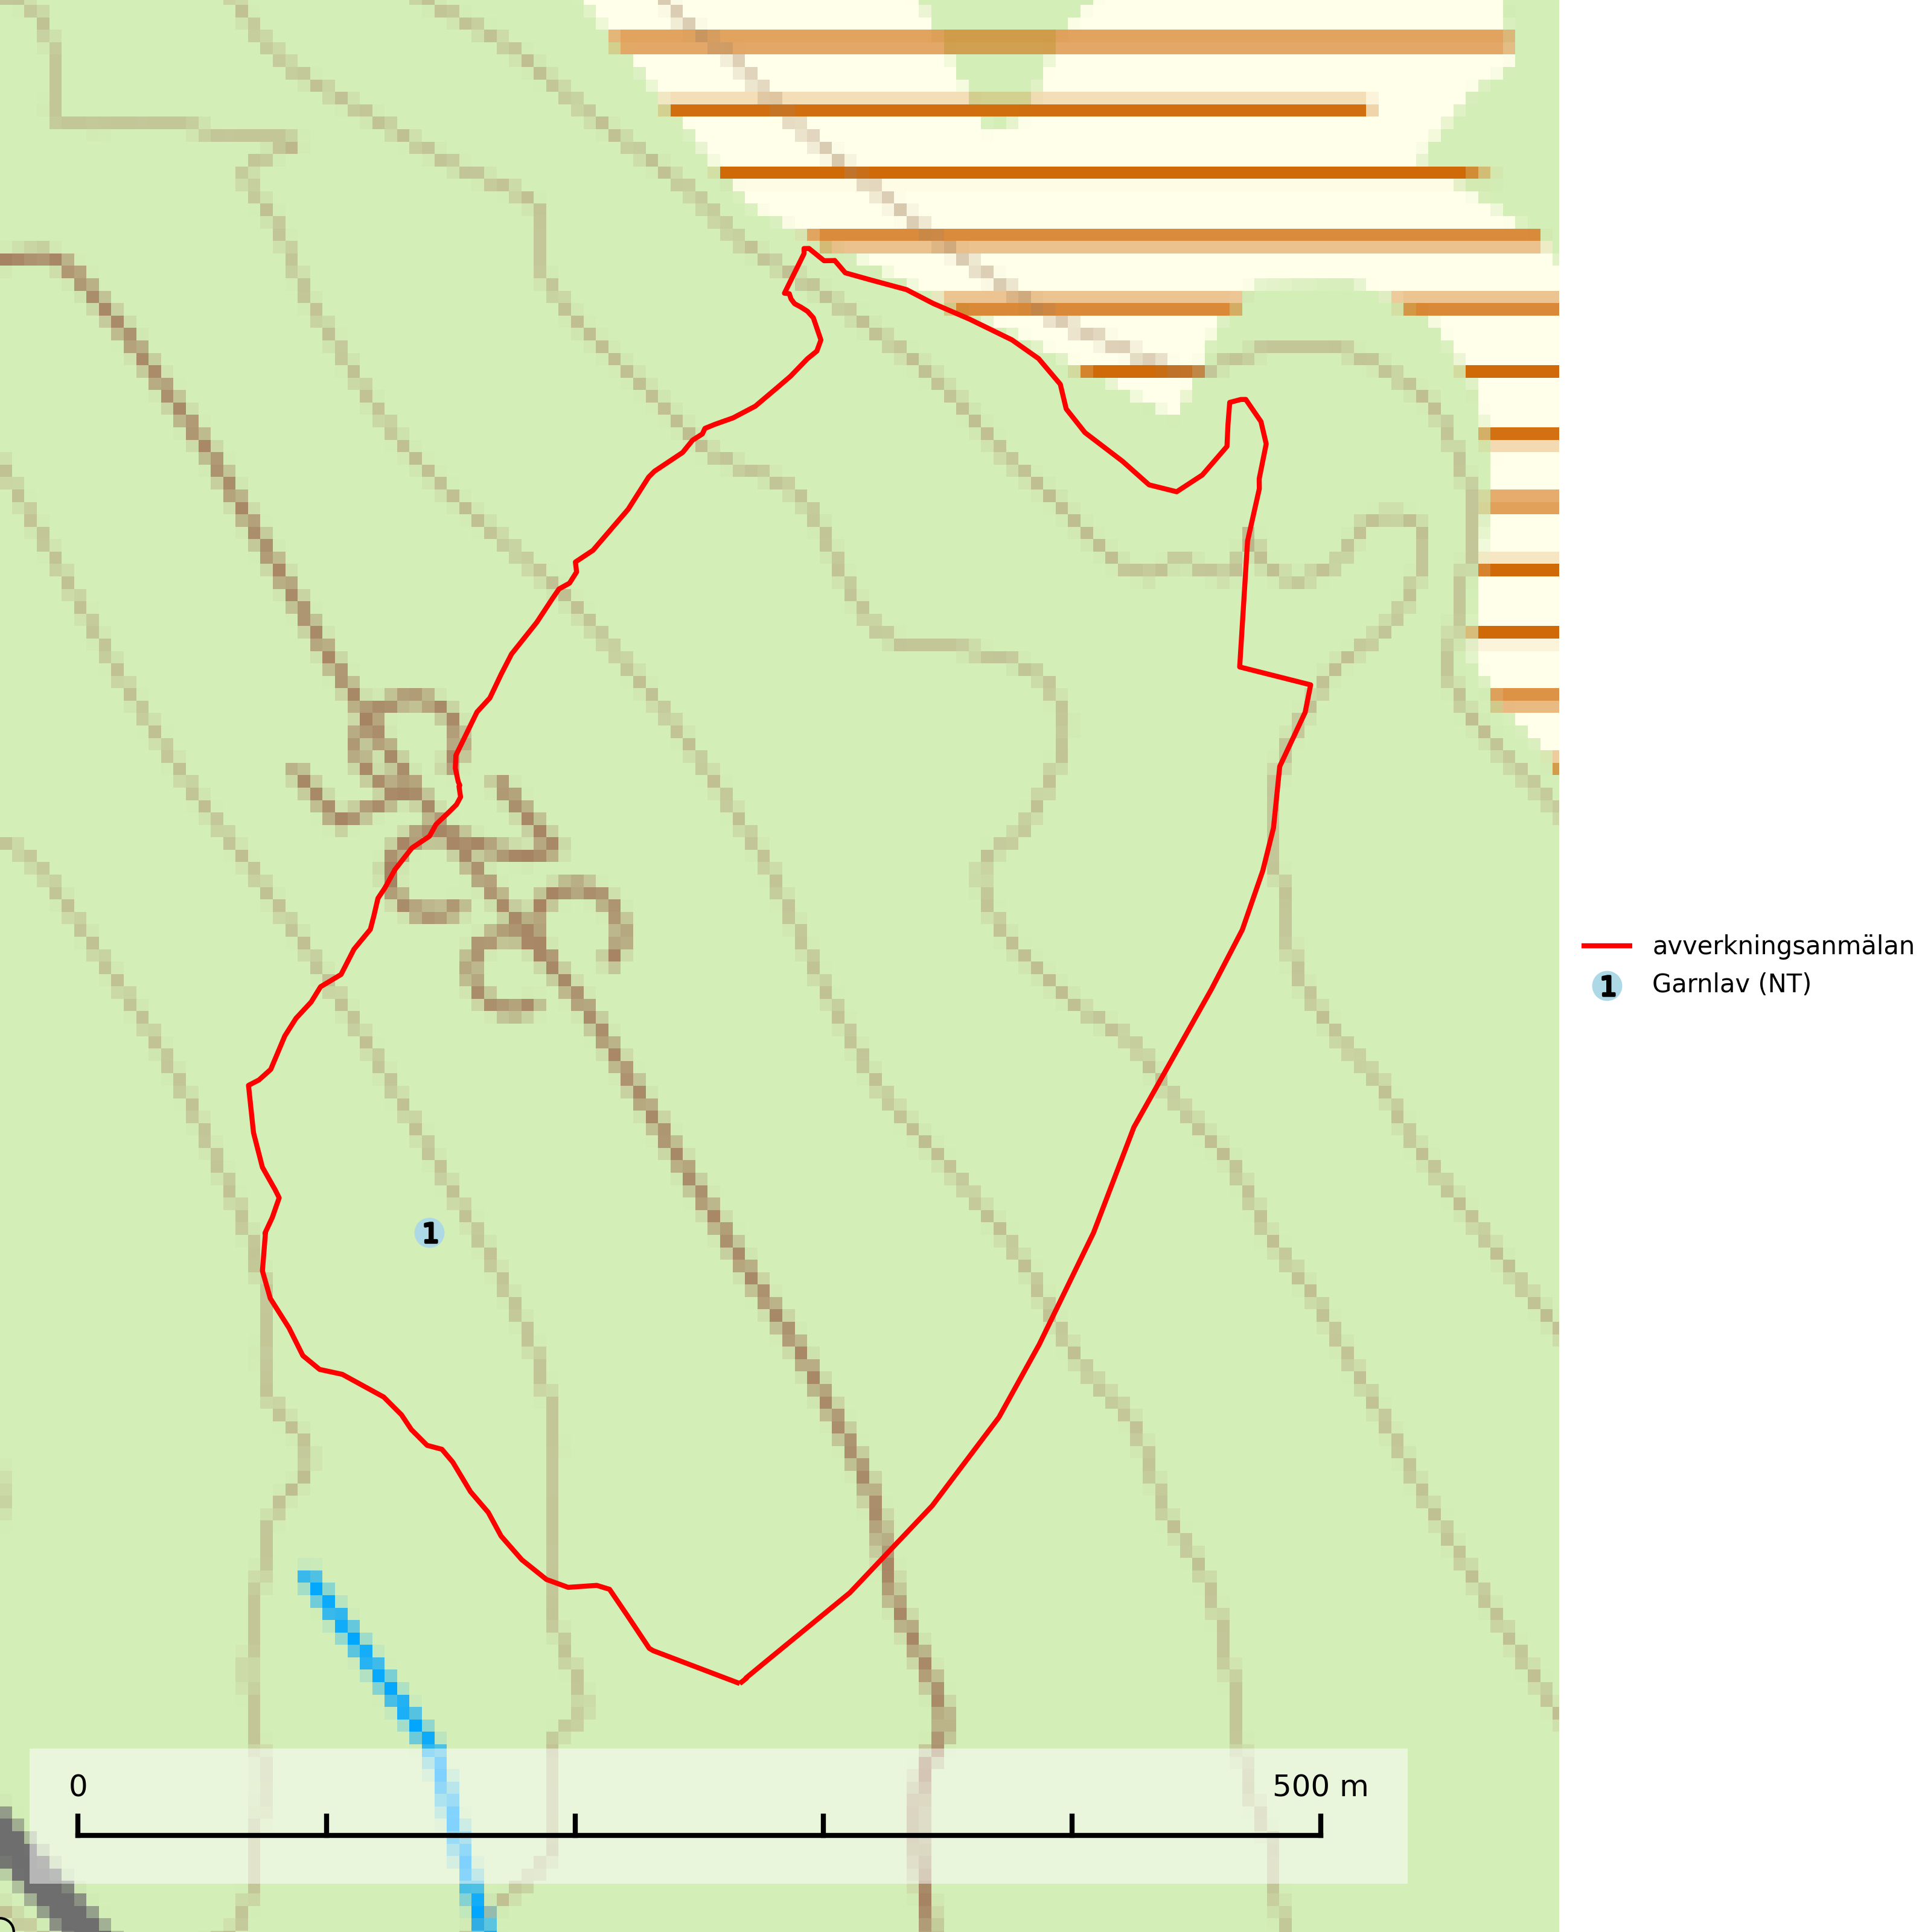 1
avverkningsanmälan
1 Garnlav (NT)
0 500 m